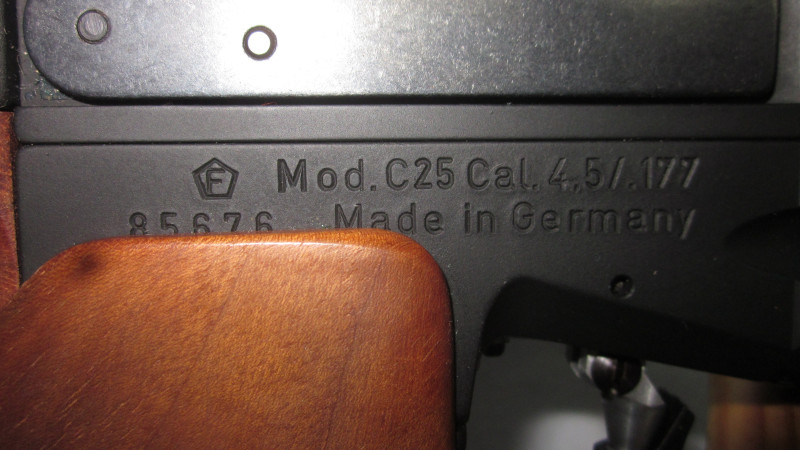 F Mod. C25 Cal. 4,5/.177
85676 Made in Germany